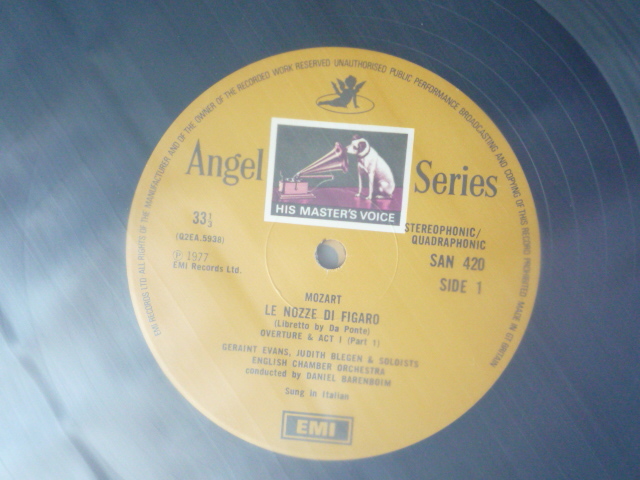 EMI RECORDS LTD. ALL RIGHTS OF THE MANUFACTURER AND OF THE OWNER OF THE RECORDED WORK RESERVED UNAUTHORISED PUBLIC PERFORMANCE BROADCASTING AND COPYING OF THIS RECORD PROHIBITED MADE IN GT BRITAIN
Angel Series
HIS MASTER'S VOICE
33⅓
(G2EA.5938)
℗ 1977
EMI Records Ltd.
STEREOPHONIC/
QUADRAPHONIC
SAN 420
SIDE 1
MOZART
LE NOZZE DI FIGARO
(Libretto by Da Ponte)
OVERTURE & ACT I (Part 1)
GERAINT EVANS, JUDITH BLEGEN & SOLOISTS
ENGLISH CHAMBER ORCHESTRA
conducted by DANIEL BARENBOIM
Sung in Italian
EMI